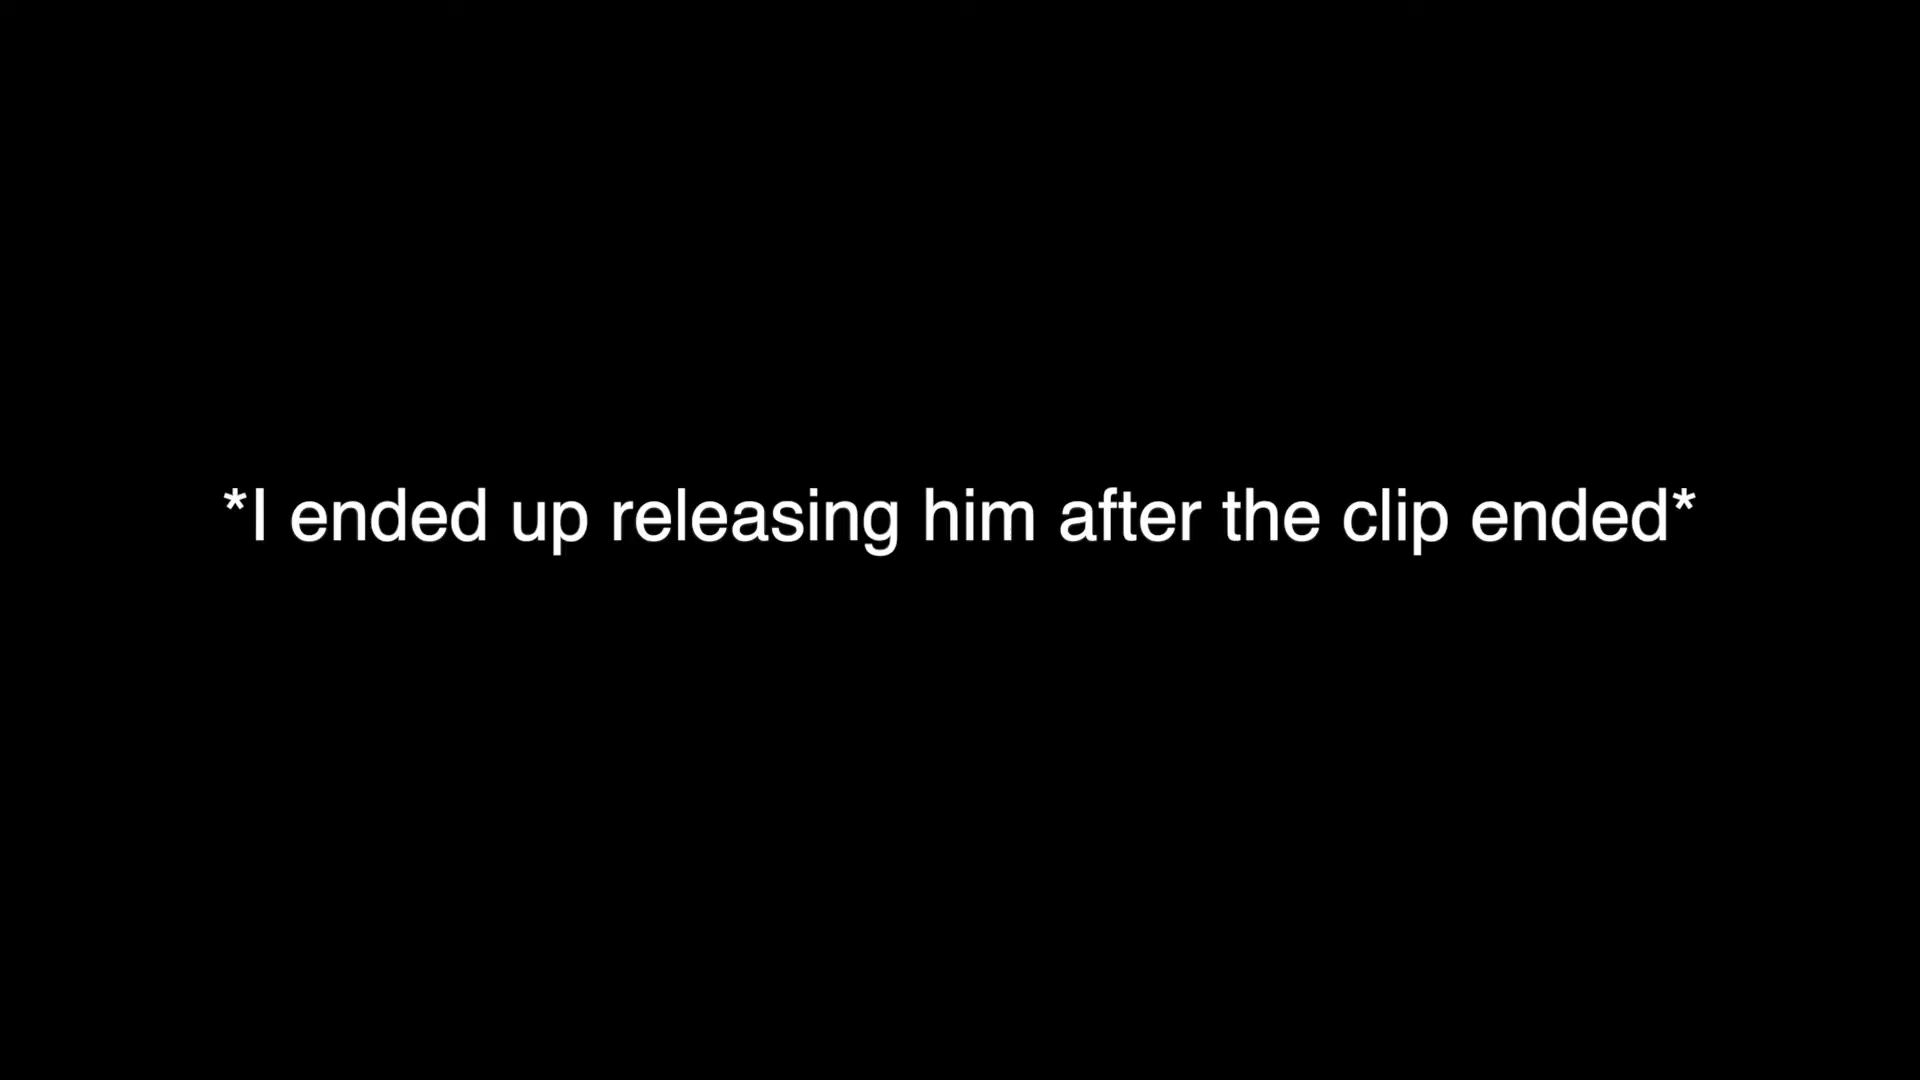 *I ended up releasing him after the clip ended*